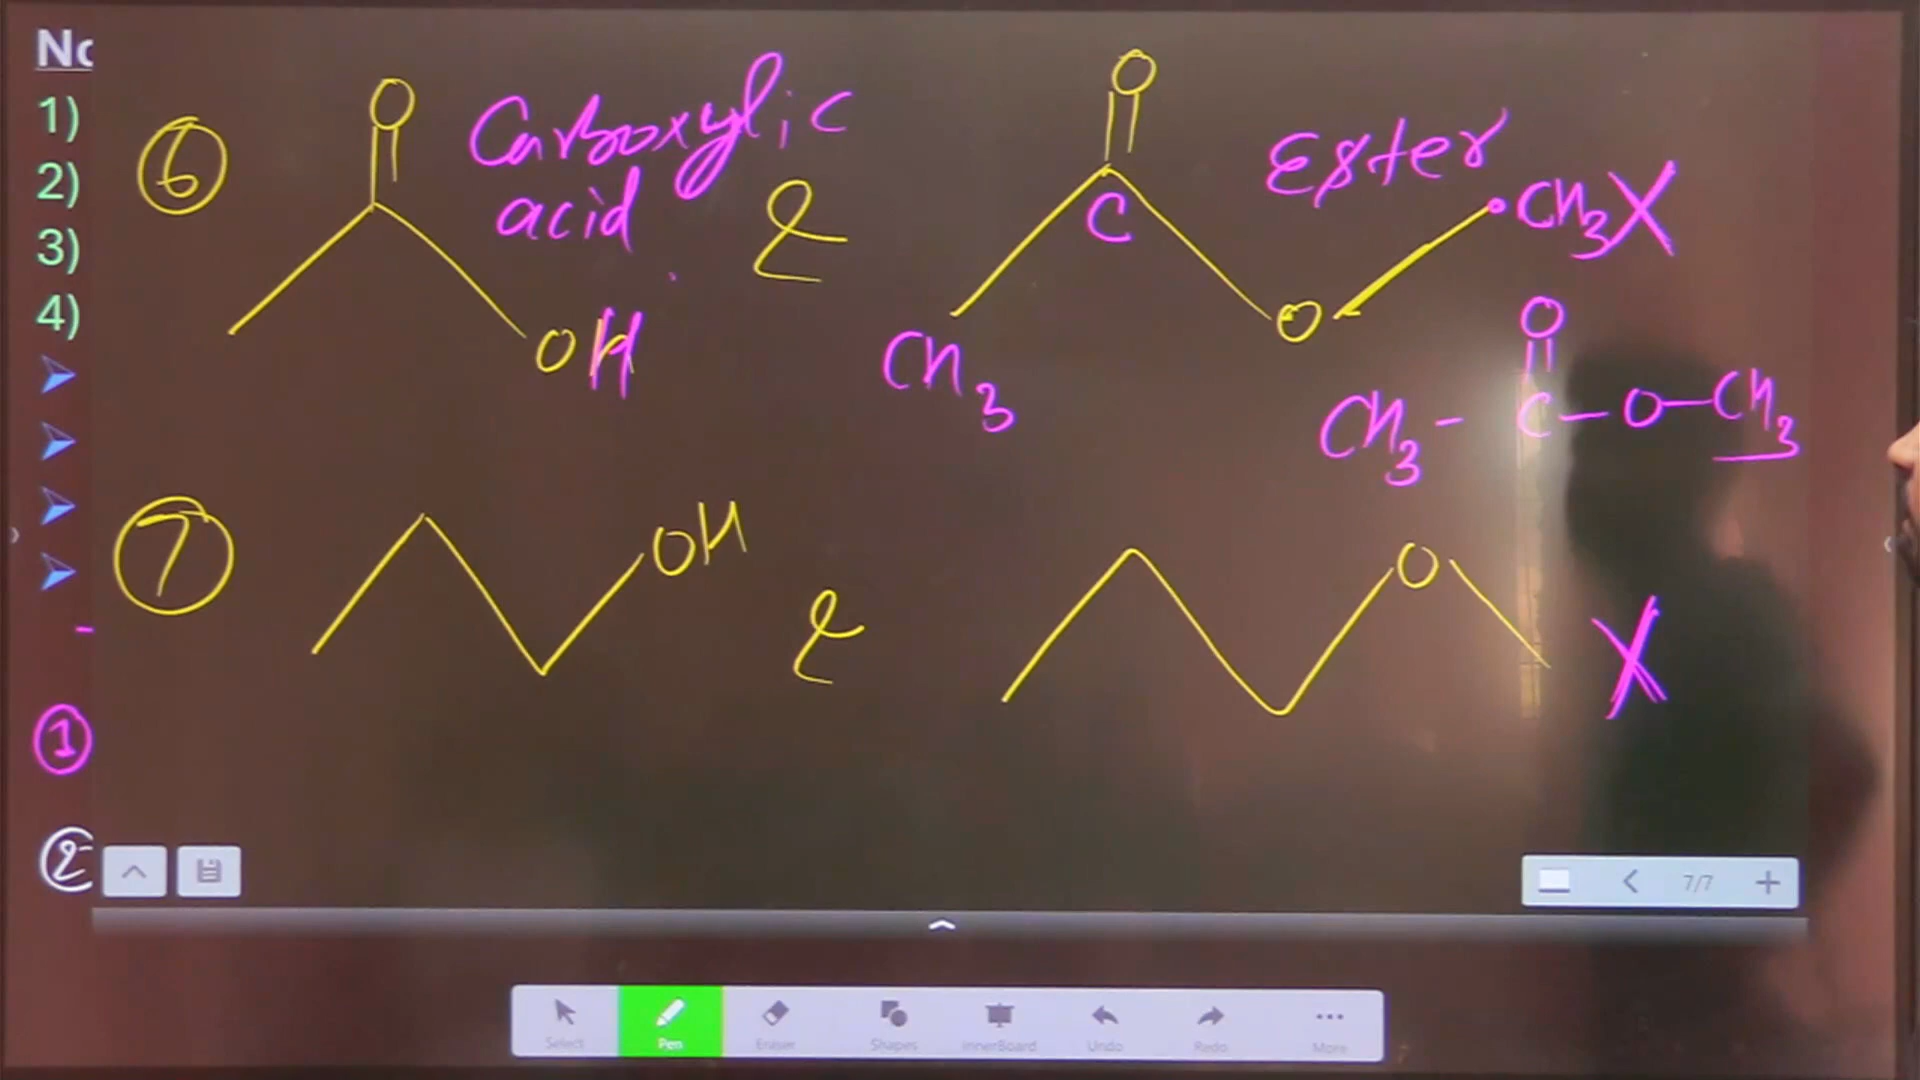 No
1)
2)
3)
4)
1
2
6
O
OH
Carboxylic
acid
&
O
C
CH3
O
Ester
CH3 X
O
CH3 - C - O - CH3
7
OH
&
O
X
7/7
Select
Pen
Eraser
Shapes
InnerBoard
Undo
Redo
More